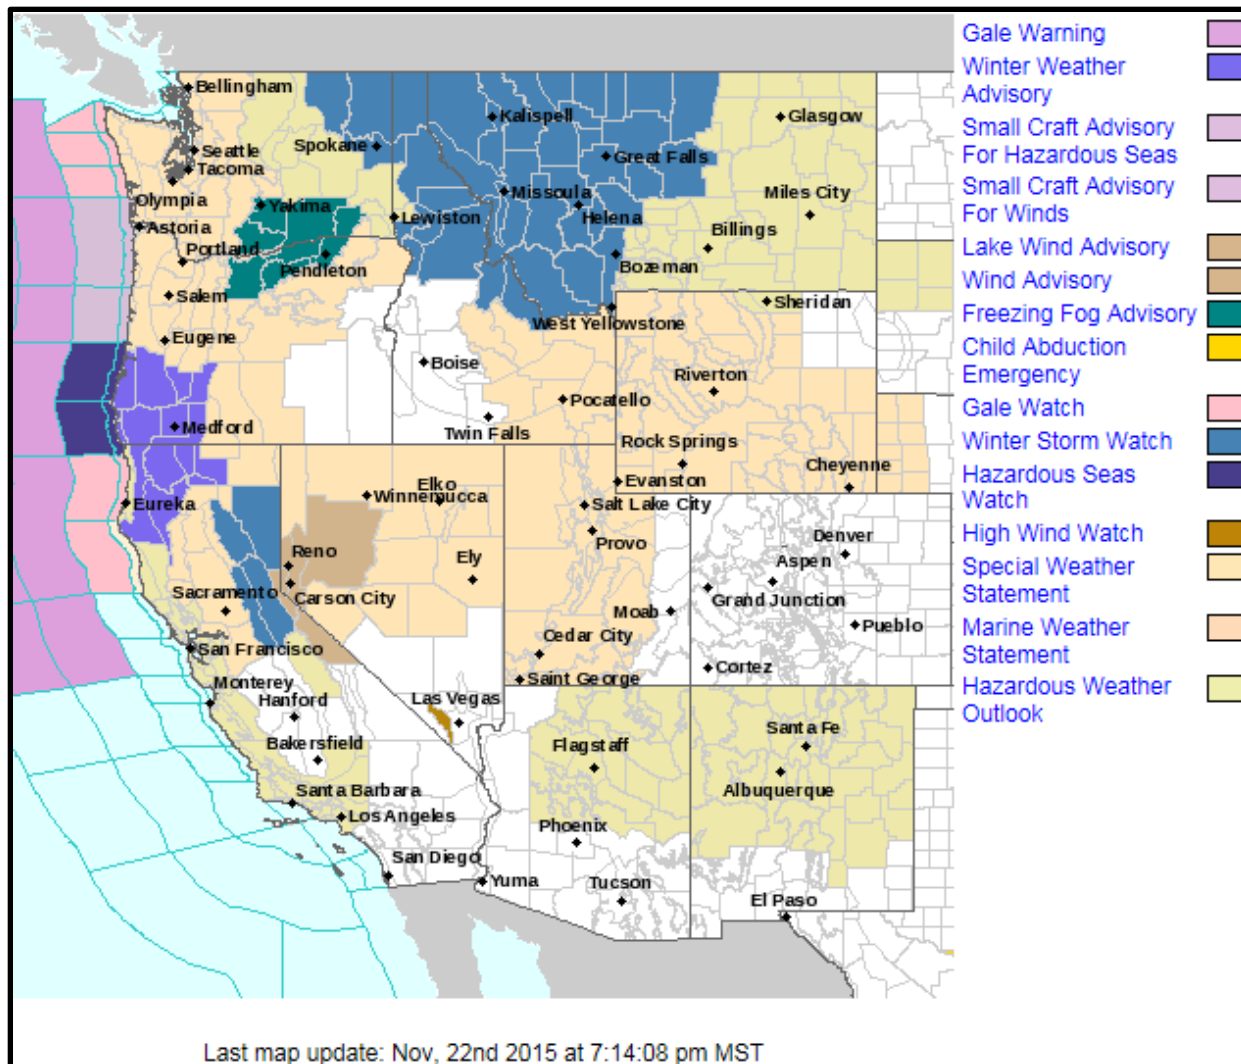 Bellingham
Kalispell
Glasgow
Spokane
Seattle
Great Falls
Tacoma
Missoula
Miles City
Olympia
Yakima
Lewiston
Helena
Astoria
Billings
Portland
Pendleton
Bozeman
Salem
Sheridan
West Yellowstone
Eugene
Boise
Riverton
Pocatello
Medford
Twin Falls
Rock Springs
Cheyenne
Elko
Evanston
Winnemucca
Eureka
Salt Lake City
Denver
Provo
Reno
Ely
Aspen
Sacramento
Carson City
Grand Junction
Moab
Pueblo
Cedar City
San Francisco
Cortez
Saint George
Monterey
Hanford
Las Vegas
Santa Fe
Bakersfield
Flagstaff
Santa Barbara
Albuquerque
Los Angeles
Phoenix
San Diego
Yuma
Tucson
El Paso
Gale Warning
Winter Weather
Advisory
Small Craft Advisory
For Hazardous Seas
Small Craft Advisory
For Winds
Lake Wind Advisory
Wind Advisory
Freezing Fog Advisory
Child Abduction
Emergency
Gale Watch
Winter Storm Watch
Hazardous Seas
Watch
High Wind Watch
Special Weather
Statement
Marine Weather
Statement
Hazardous Weather
Outlook
Last map update: Nov, 22nd 2015 at 7:14:08 pm MST